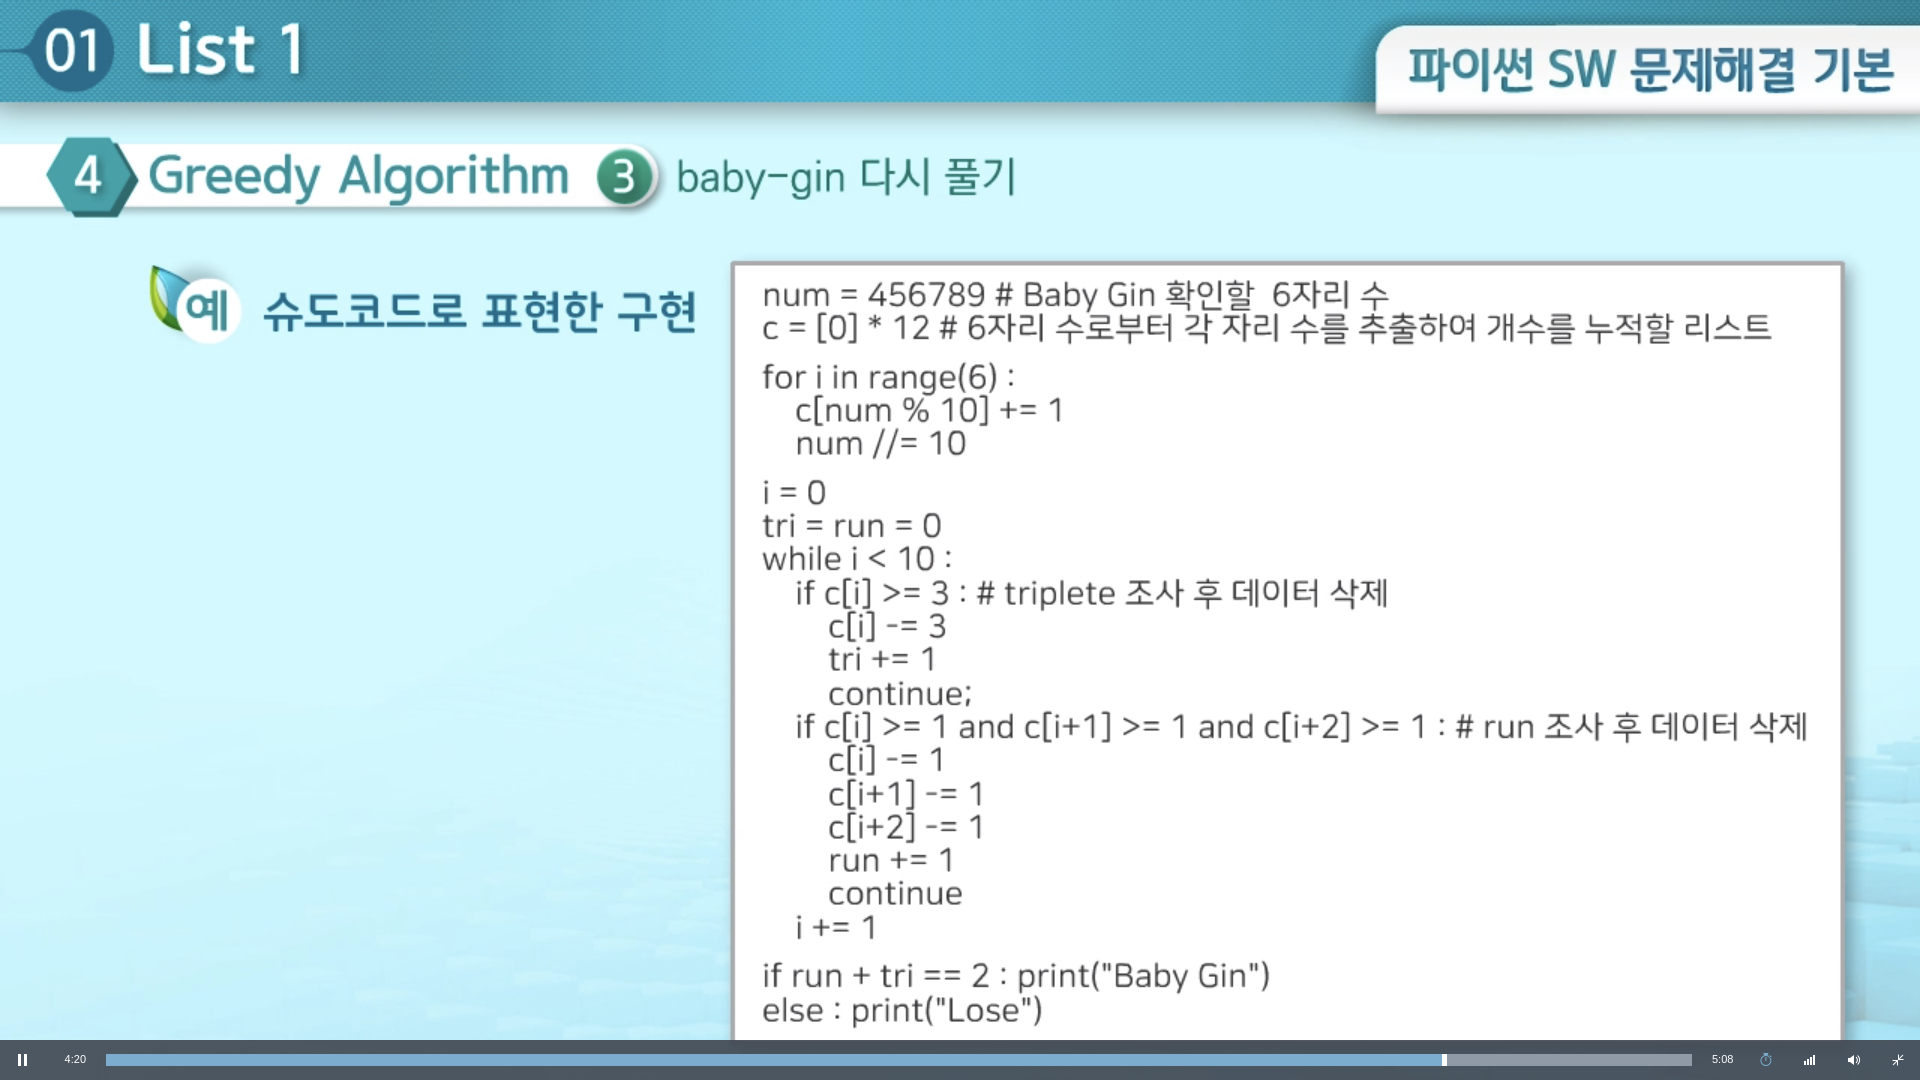 01 List 1
파이썬 SW 문제해결 기본
4 Greedy Algorithm 3 baby-gin 다시 풀기
예 슈도코드로 표현한 구현
num = 456789 # Baby Gin 확인할  6자리 수
c = [0] * 12 # 6자리 수로부터 각 자리 수를 추출하여 개수를 누적할 리스트
for i in range(6) :
c[num % 10] += 1
num //= 10
i = 0
tri = run = 0
while i < 10 :
if c[i] >= 3 : # triplete 조사 후 데이터 삭제
c[i] -= 3
tri += 1
continue;
if c[i] >= 1 and c[i+1] >= 1 and c[i+2] >= 1 : # run 조사 후 데이터 삭제
c[i] -= 1
c[i+1] -= 1
c[i+2] -= 1
run += 1
continue
i += 1
if run + tri == 2 : print("Baby Gin")
else : print("Lose")
4:20 5:08